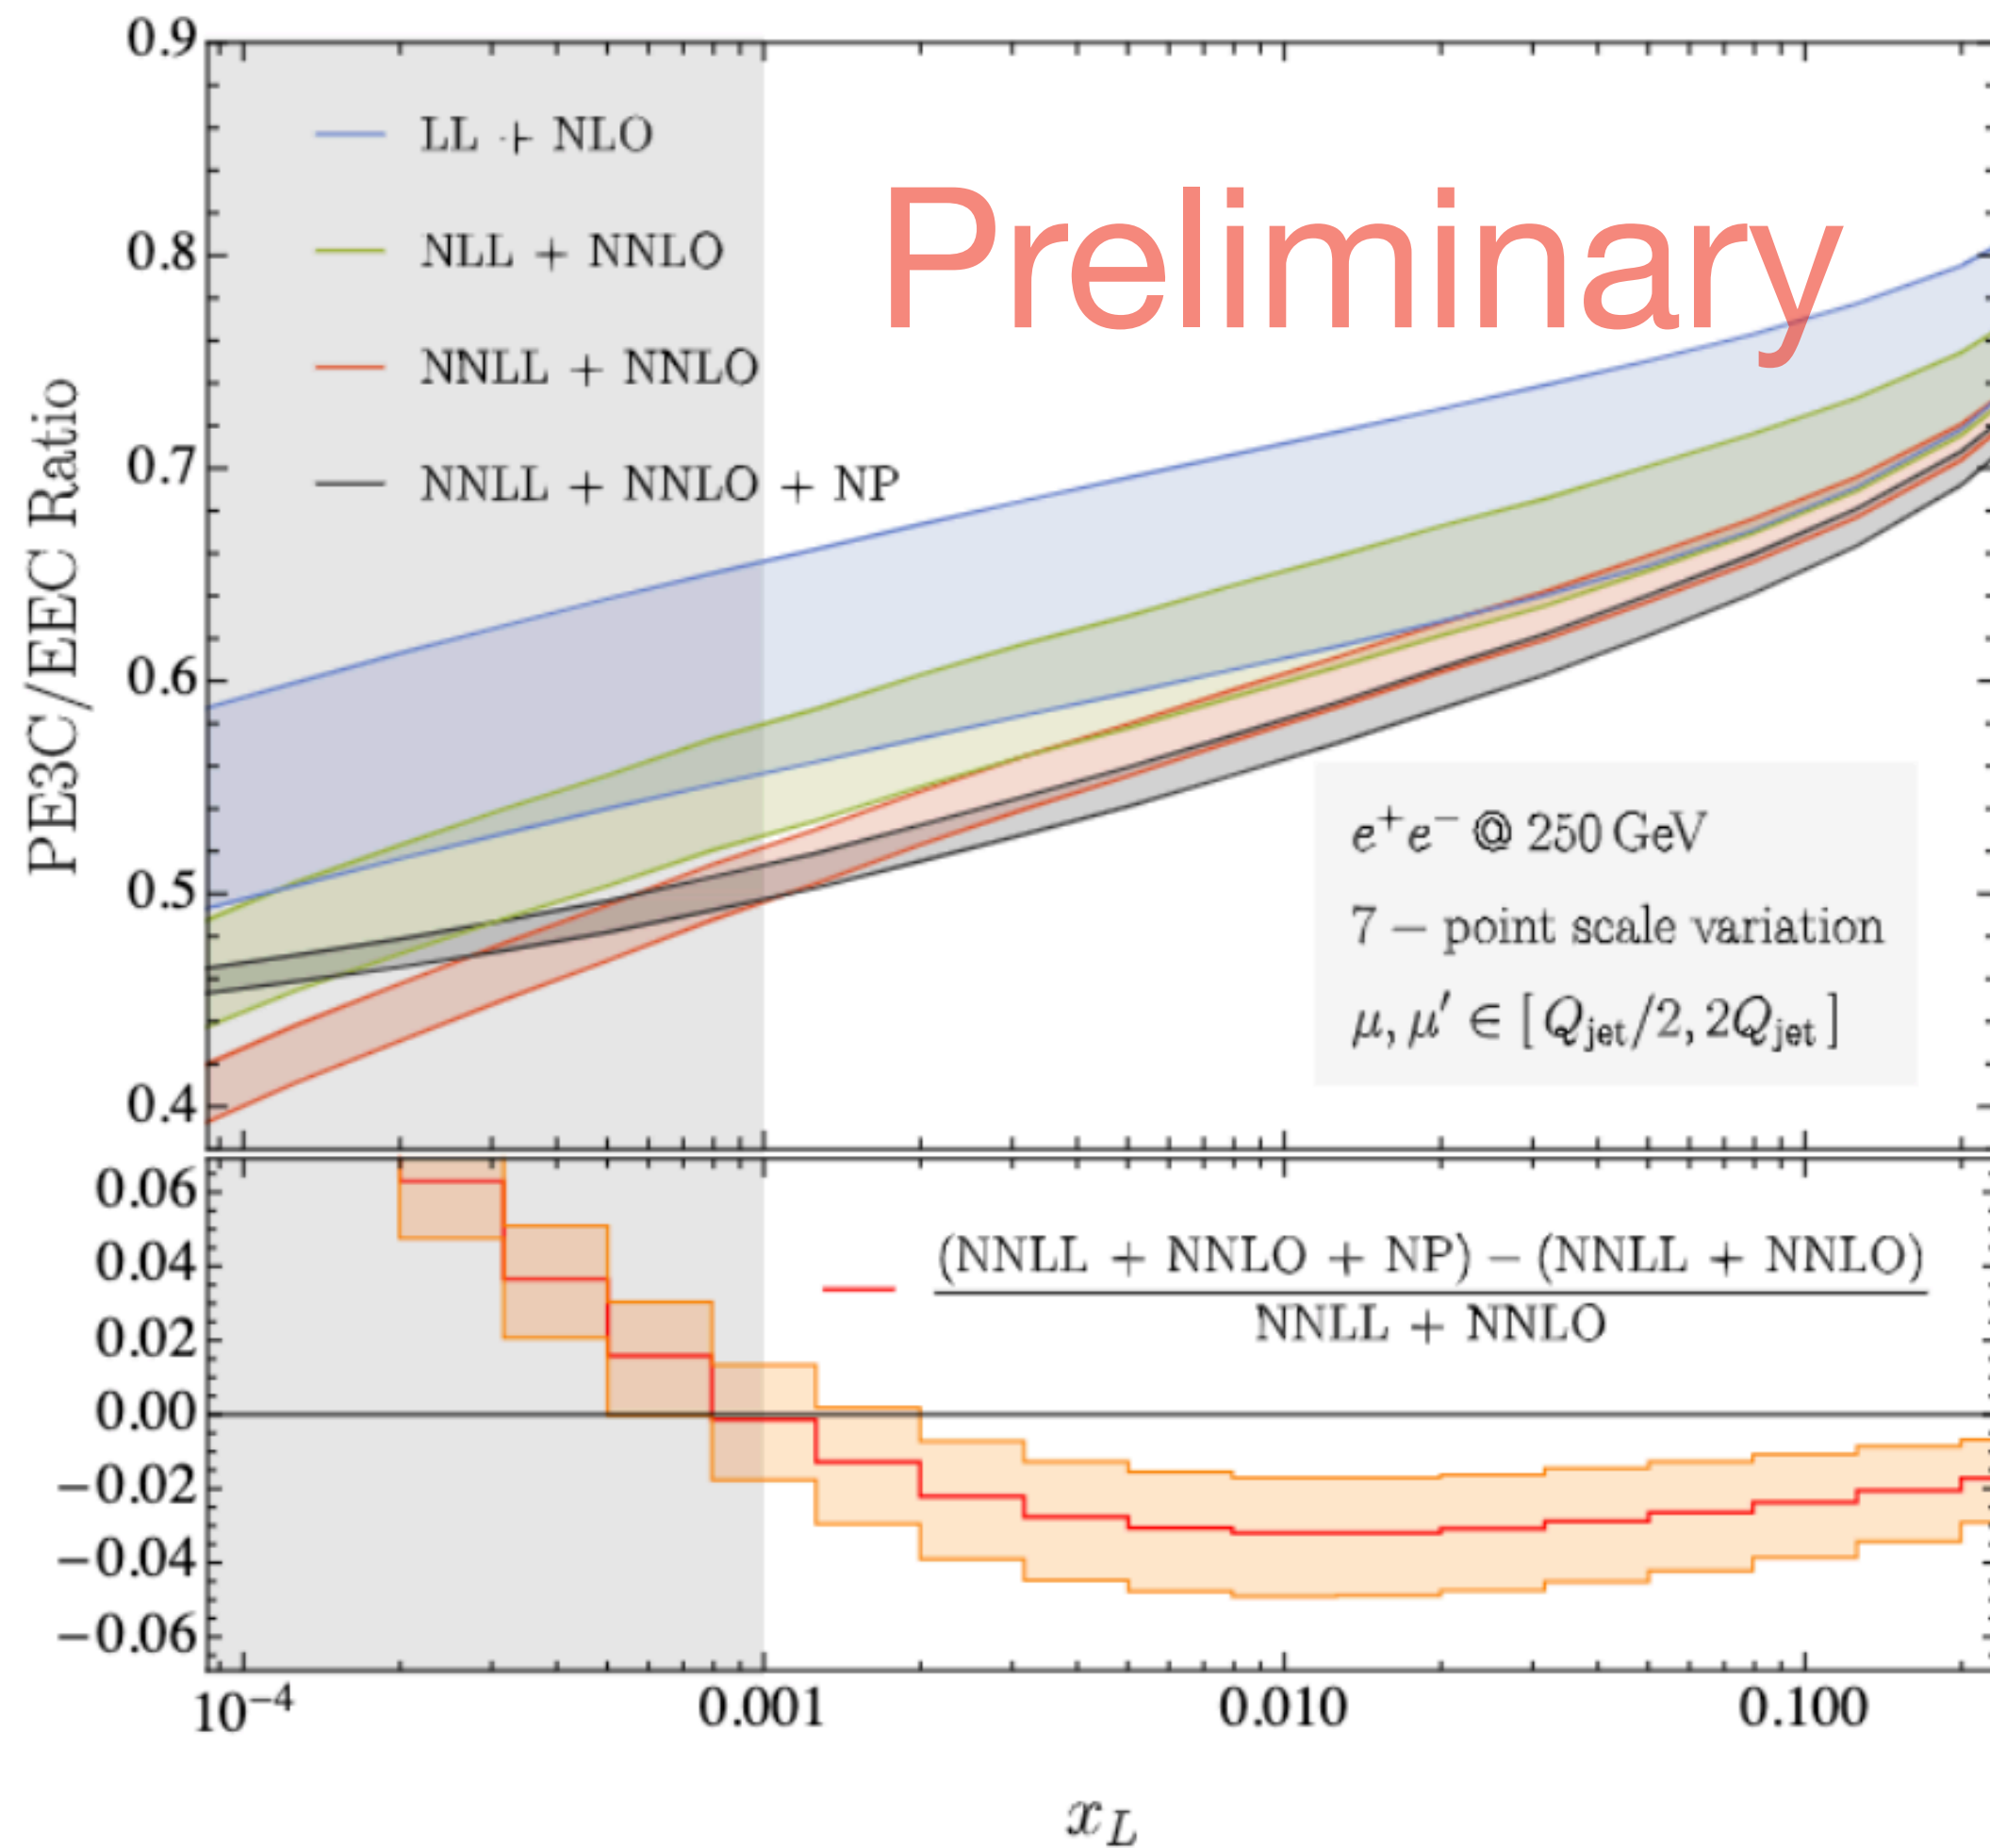 0.9
LL + NLO
Preliminary
0.8
NLL + NNLO
NNLL + NNLO
0.7
NNLL + NNLO + NP
PE3C/EEC Ratio
0.6
0.5
e⁺e⁻ @ 250 GeV
7 − point scale variation
μ, μ′ ∈ [ Q_jet/2, 2Q_jet ]
0.4
0.06
(NNLL + NNLO + NP) − (NNLL + NNLO)
NNLL + NNLO
0.04
0.02
0.00
−0.02
−0.04
−0.06
10⁻⁴ 0.001 0.010 0.100
x_L